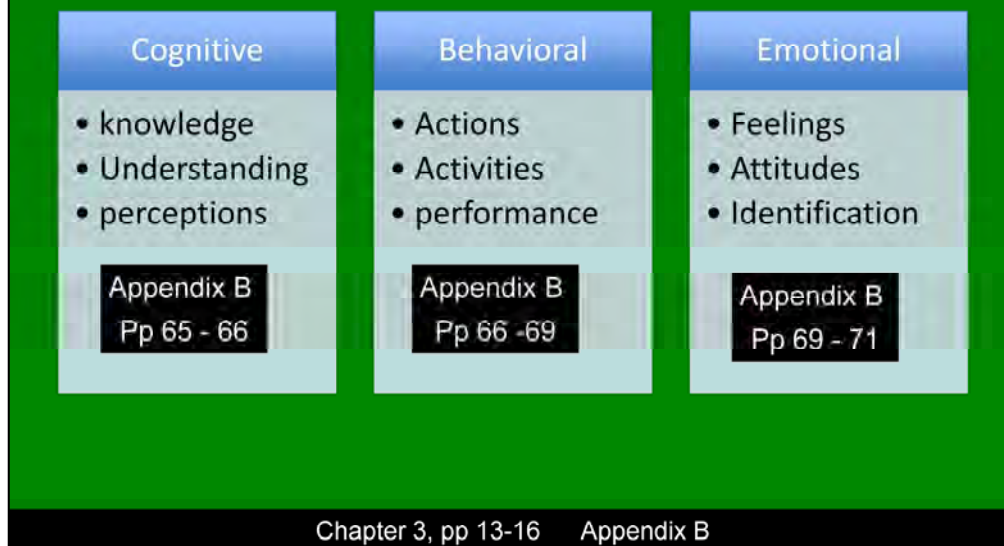 Cognitive
• knowledge
• Understanding
• perceptions
Appendix B
Pp 65 - 66
Behavioral
• Actions
• Activities
• performance
Appendix B
Pp 66 -69
Emotional
• Feelings
• Attitudes
• Identification
Appendix B
Pp 69 - 71
Chapter 3, pp 13-16 Appendix B